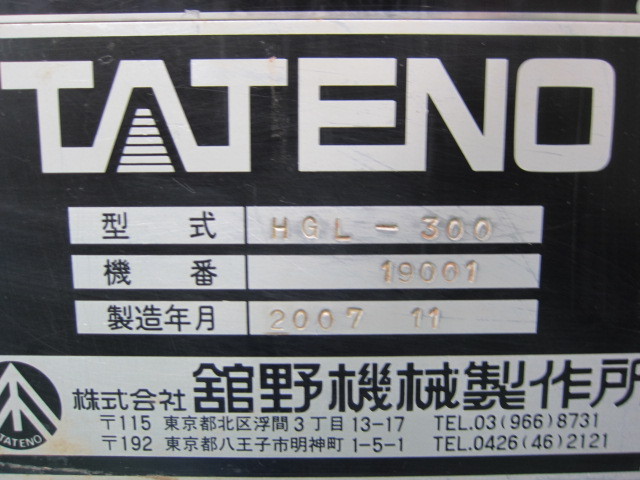 TATENO
型式 HGL-300
機番 19001
製造年月 2007 11
株式会社 舘野機械製作所
〒115 東京都北区浮間3丁目13-17 TEL.03(966)8731
〒192 東京都八王子市明神町1-5-1 TEL.0426(46)2121
TATENO